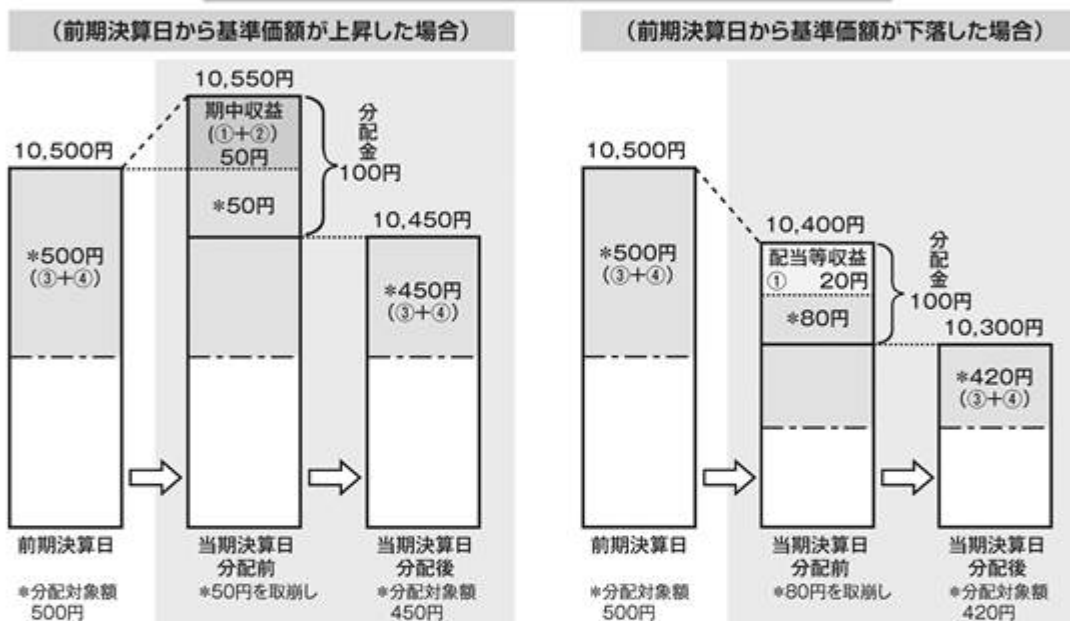 (前期決算日から基準価額が上昇した場合)
10,550円
期中収益
(①+②)
50円
*50円
分配金
100円
10,500円
*500円
(③+④)
10,450円
*450円
(③+④)
前期決算日
*分配対象額
500円
当期決算日
分配前
*50円を取崩し
当期決算日
分配後
*分配対象額
450円
(前期決算日から基準価額が下落した場合)
10,500円
*500円
(③+④)
10,400円
配当等収益
① 20円
*80円
分配金
100円
10,300円
*420円
(③+④)
前期決算日
*分配対象額
500円
当期決算日
分配前
*80円を取崩し
当期決算日
分配後
*分配対象額
420円